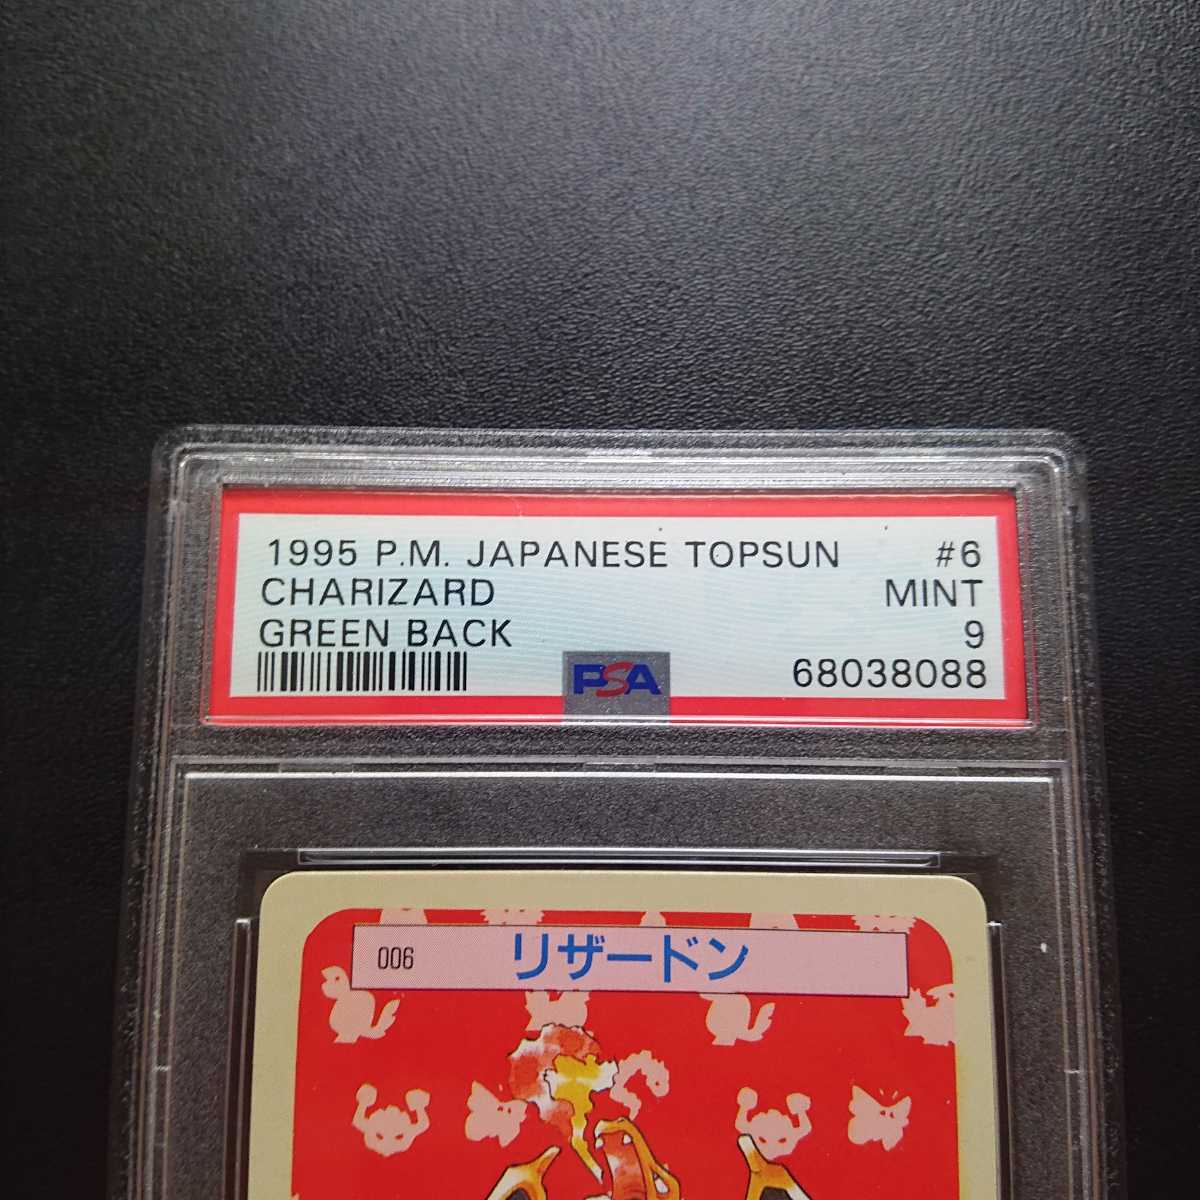 1995 P.M. JAPANESE TOPSUN #6
CHARIZARD MINT
GREEN BACK 9
PSA 68038088
006 リザードン